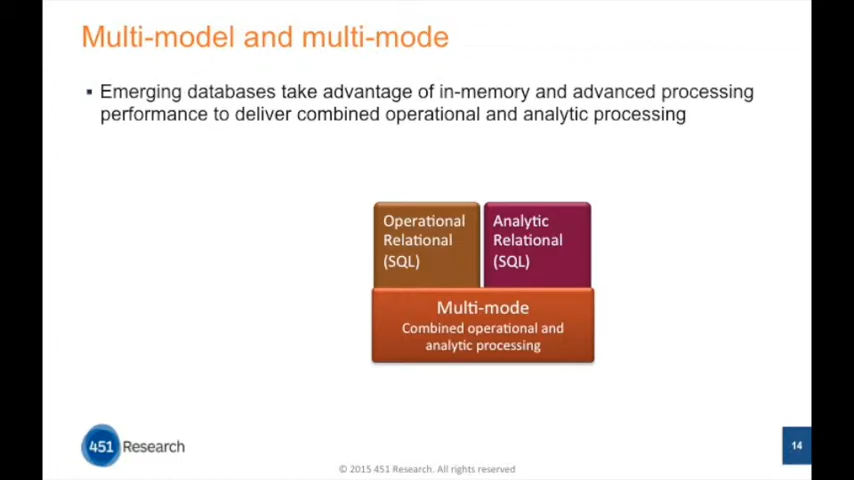 Multi-model and multi-mode
▪ Emerging databases take advantage of in-memory and advanced processing
performance to deliver combined operational and analytic processing
Operational
Relational
(SQL)
Analytic
Relational
(SQL)
Multi-mode
Combined operational and
analytic processing
451 Research
14
© 2015 451 Research. All rights reserved